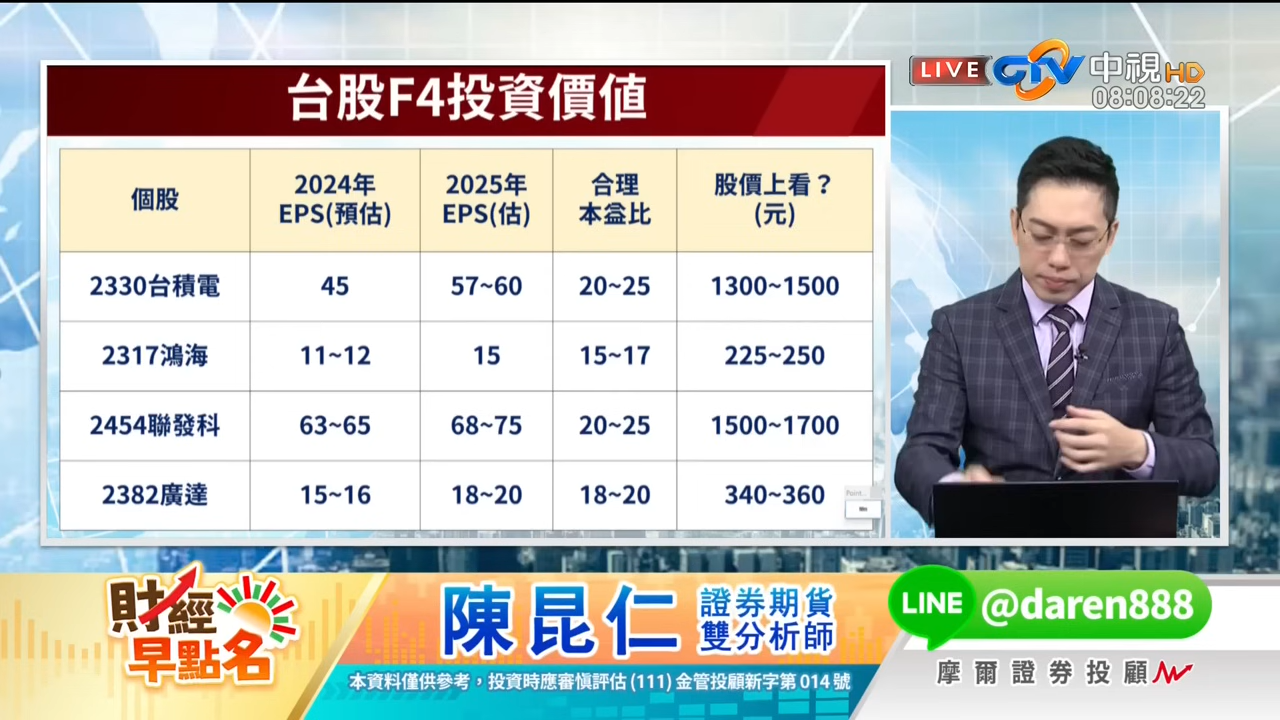 台股F4投資價值
個股 2024年EPS(預估) 2025年EPS(估) 合理本益比 股價上看？(元)
2330台積電 45 57~60 20~25 1300~1500
2317鴻海 11~12 15 15~17 225~250
2454聯發科 63~65 68~75 20~25 1500~1700
2382廣達 15~16 18~20 18~20 340~360
LIVE CTV 中視HD
08:08:22
財經早點名
陳昆仁
證券期貨
雙分析師
本資料僅供參考，投資時應審慎評估 (111) 金管投顧新字第 014 號
LINE @daren888
摩爾證券投顧